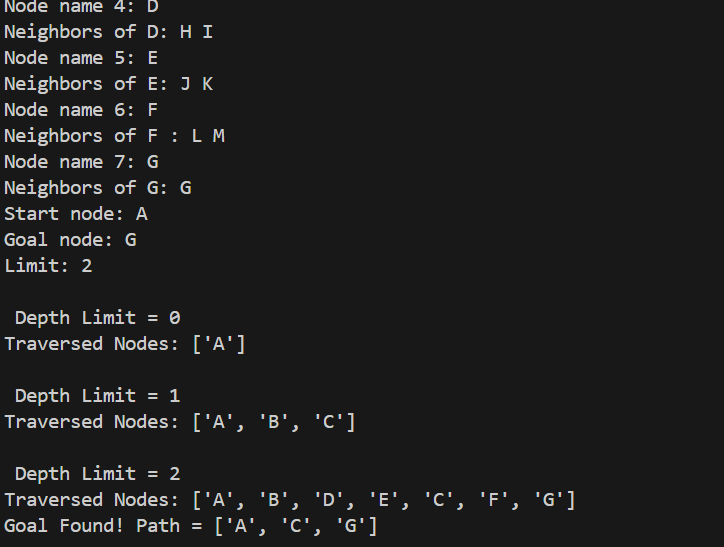 Node name 4: D
Neighbors of D: H I
Node name 5: E
Neighbors of E: J K
Node name 6: F
Neighbors of F : L M
Node name 7: G
Neighbors of G: G
Start node: A
Goal node: G
Limit: 2
Depth Limit = 0
Traversed Nodes: ['A']
Depth Limit = 1
Traversed Nodes: ['A', 'B', 'C']
Depth Limit = 2
Traversed Nodes: ['A', 'B', 'D', 'E', 'C', 'F', 'G']
Goal Found! Path = ['A', 'C', 'G']